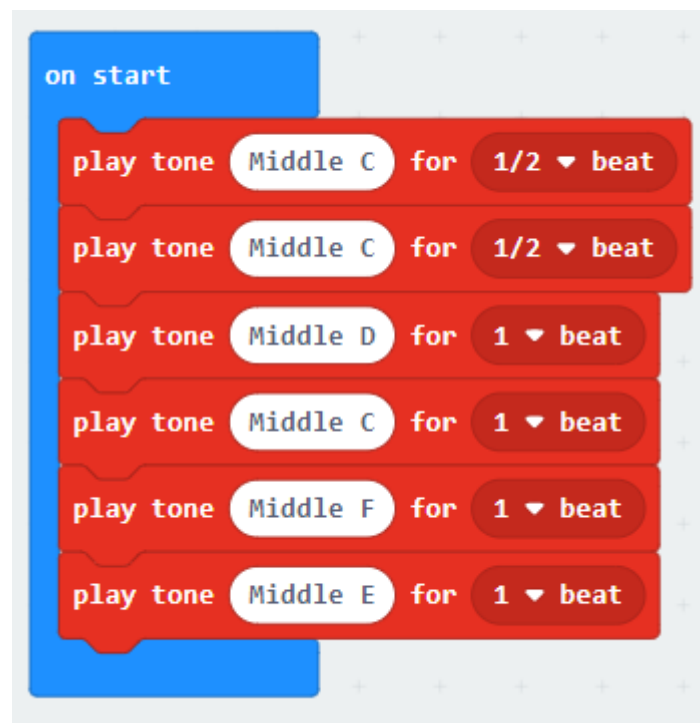 on start
play tone Middle C for 1/2 beat
play tone Middle C for 1/2 beat
play tone Middle D for 1 beat
play tone Middle C for 1 beat
play tone Middle F for 1 beat
play tone Middle E for 1 beat